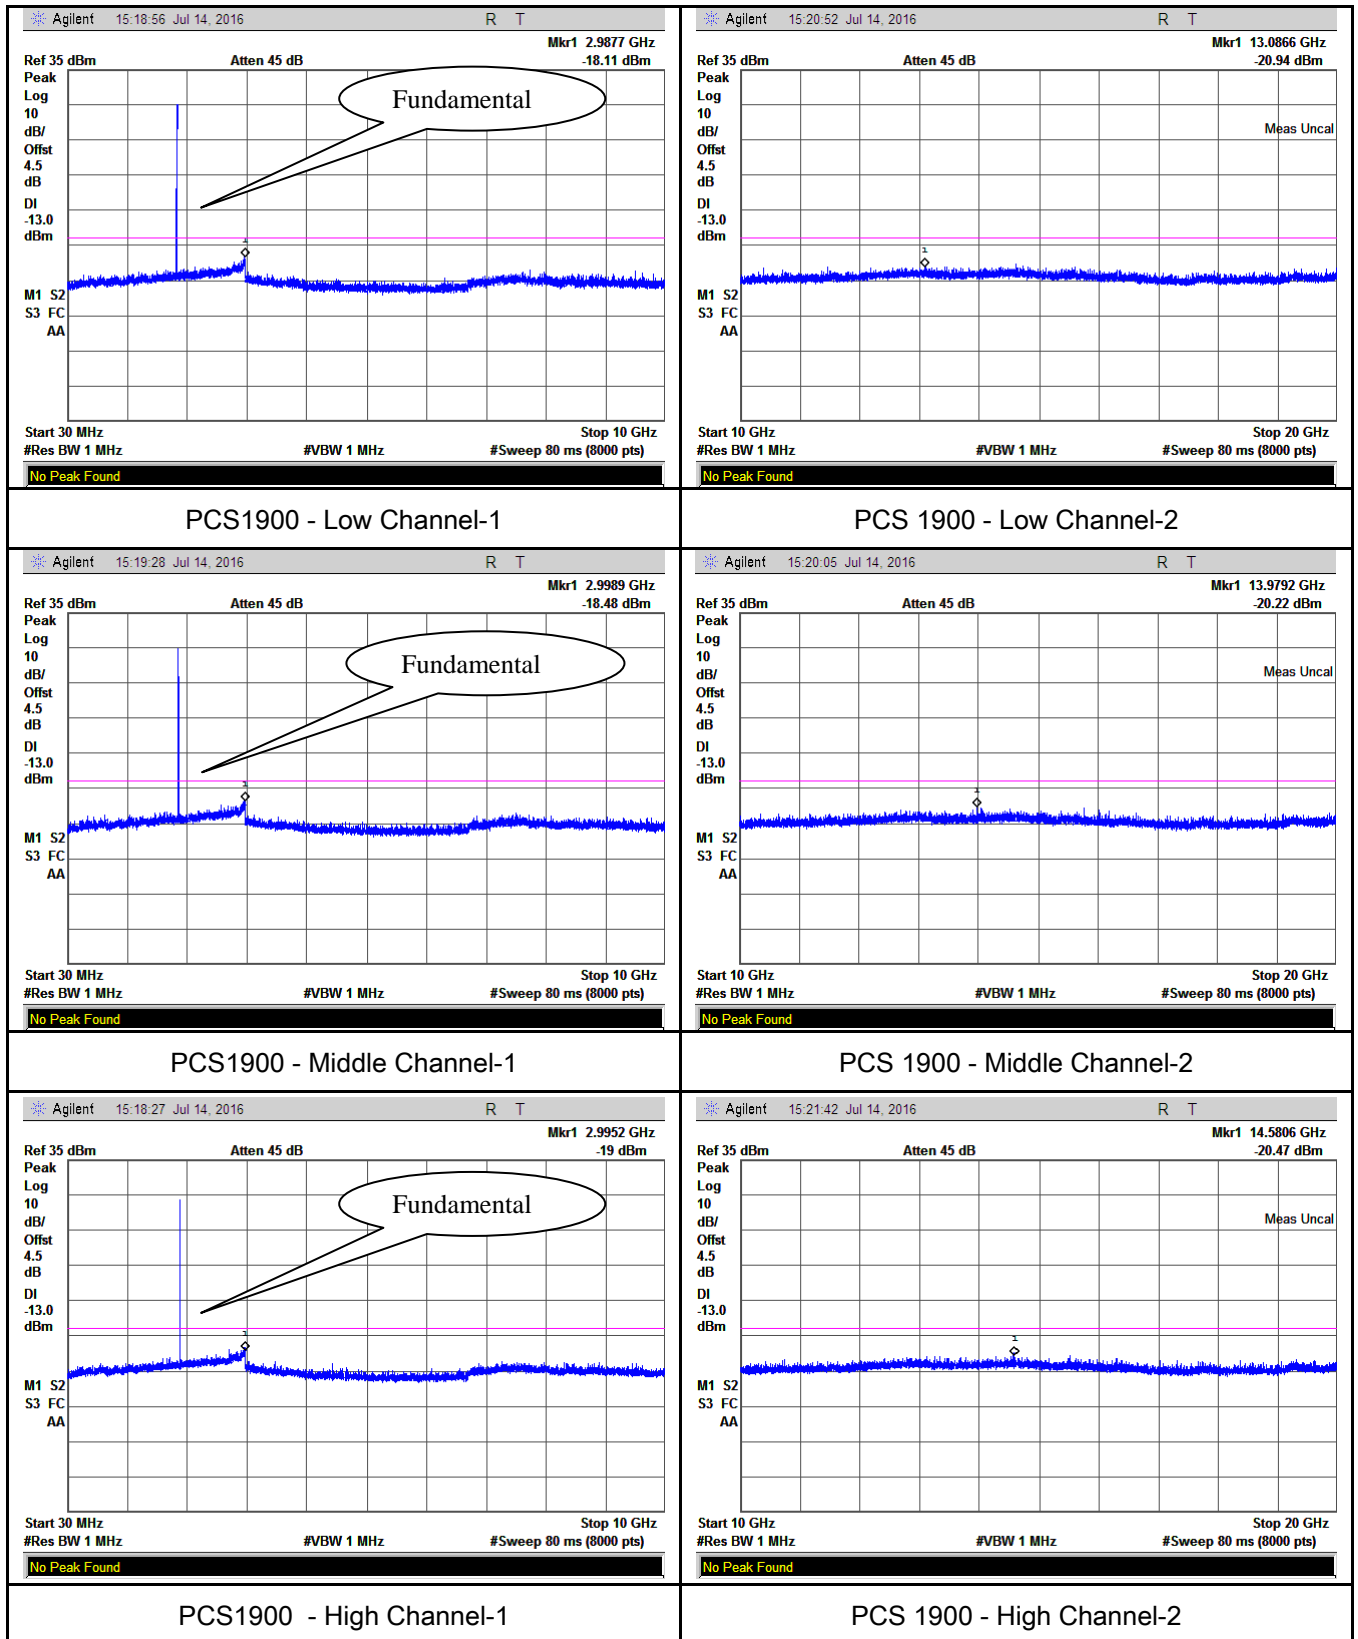 Agilent 15:18:56 Jul 14, 2016 R T
Mkr1 2.9877 GHz
Ref 35 dBm Atten 45 dB -18.11 dBm
Peak
Log
10
dB/
Offst
4.5
dB
DI
-13.0
dBm
Fundamental
1
M1 S2
S3 FC
AA
Start 30 MHz Stop 10 GHz
#Res BW 1 MHz #VBW 1 MHz #Sweep 80 ms (8000 pts)
No Peak Found
PCS1900 - Low Channel-1
Agilent 15:20:52 Jul 14, 2016 R T
Mkr1 13.0866 GHz
Ref 35 dBm Atten 45 dB -20.94 dBm
Peak
Log
10
dB/
Offst
4.5
dB
DI
-13.0
dBm
Meas Uncal
1
M1 S2
S3 FC
AA
Start 10 GHz Stop 20 GHz
#Res BW 1 MHz #VBW 1 MHz #Sweep 80 ms (8000 pts)
No Peak Found
PCS 1900 - Low Channel-2
Agilent 15:19:28 Jul 14, 2016 R T
Mkr1 2.9989 GHz
Ref 35 dBm Atten 45 dB -18.48 dBm
Peak
Log
10
dB/
Offst
4.5
dB
DI
-13.0
dBm
Fundamental
1
M1 S2
S3 FC
AA
Start 30 MHz Stop 10 GHz
#Res BW 1 MHz #VBW 1 MHz #Sweep 80 ms (8000 pts)
No Peak Found
PCS1900 - Middle Channel-1
Agilent 15:20:05 Jul 14, 2016 R T
Mkr1 13.9792 GHz
Ref 35 dBm Atten 45 dB -20.22 dBm
Peak
Log
10
dB/
Offst
4.5
dB
DI
-13.0
dBm
Meas Uncal
1
M1 S2
S3 FC
AA
Start 10 GHz Stop 20 GHz
#Res BW 1 MHz #VBW 1 MHz #Sweep 80 ms (8000 pts)
No Peak Found
PCS 1900 - Middle Channel-2
Agilent 15:18:27 Jul 14, 2016 R T
Mkr1 2.9952 GHz
Ref 35 dBm Atten 45 dB -19 dBm
Peak
Log
10
dB/
Offst
4.5
dB
DI
-13.0
dBm
Fundamental
1
M1 S2
S3 FC
AA
Start 30 MHz Stop 10 GHz
#Res BW 1 MHz #VBW 1 MHz #Sweep 80 ms (8000 pts)
No Peak Found
PCS1900 - High Channel-1
Agilent 15:21:42 Jul 14, 2016 R T
Mkr1 14.5806 GHz
Ref 35 dBm Atten 45 dB -20.47 dBm
Peak
Log
10
dB/
Offst
4.5
dB
DI
-13.0
dBm
Meas Uncal
1
M1 S2
S3 FC
AA
Start 10 GHz Stop 20 GHz
#Res BW 1 MHz #VBW 1 MHz #Sweep 80 ms (8000 pts)
No Peak Found
PCS 1900 - High Channel-2